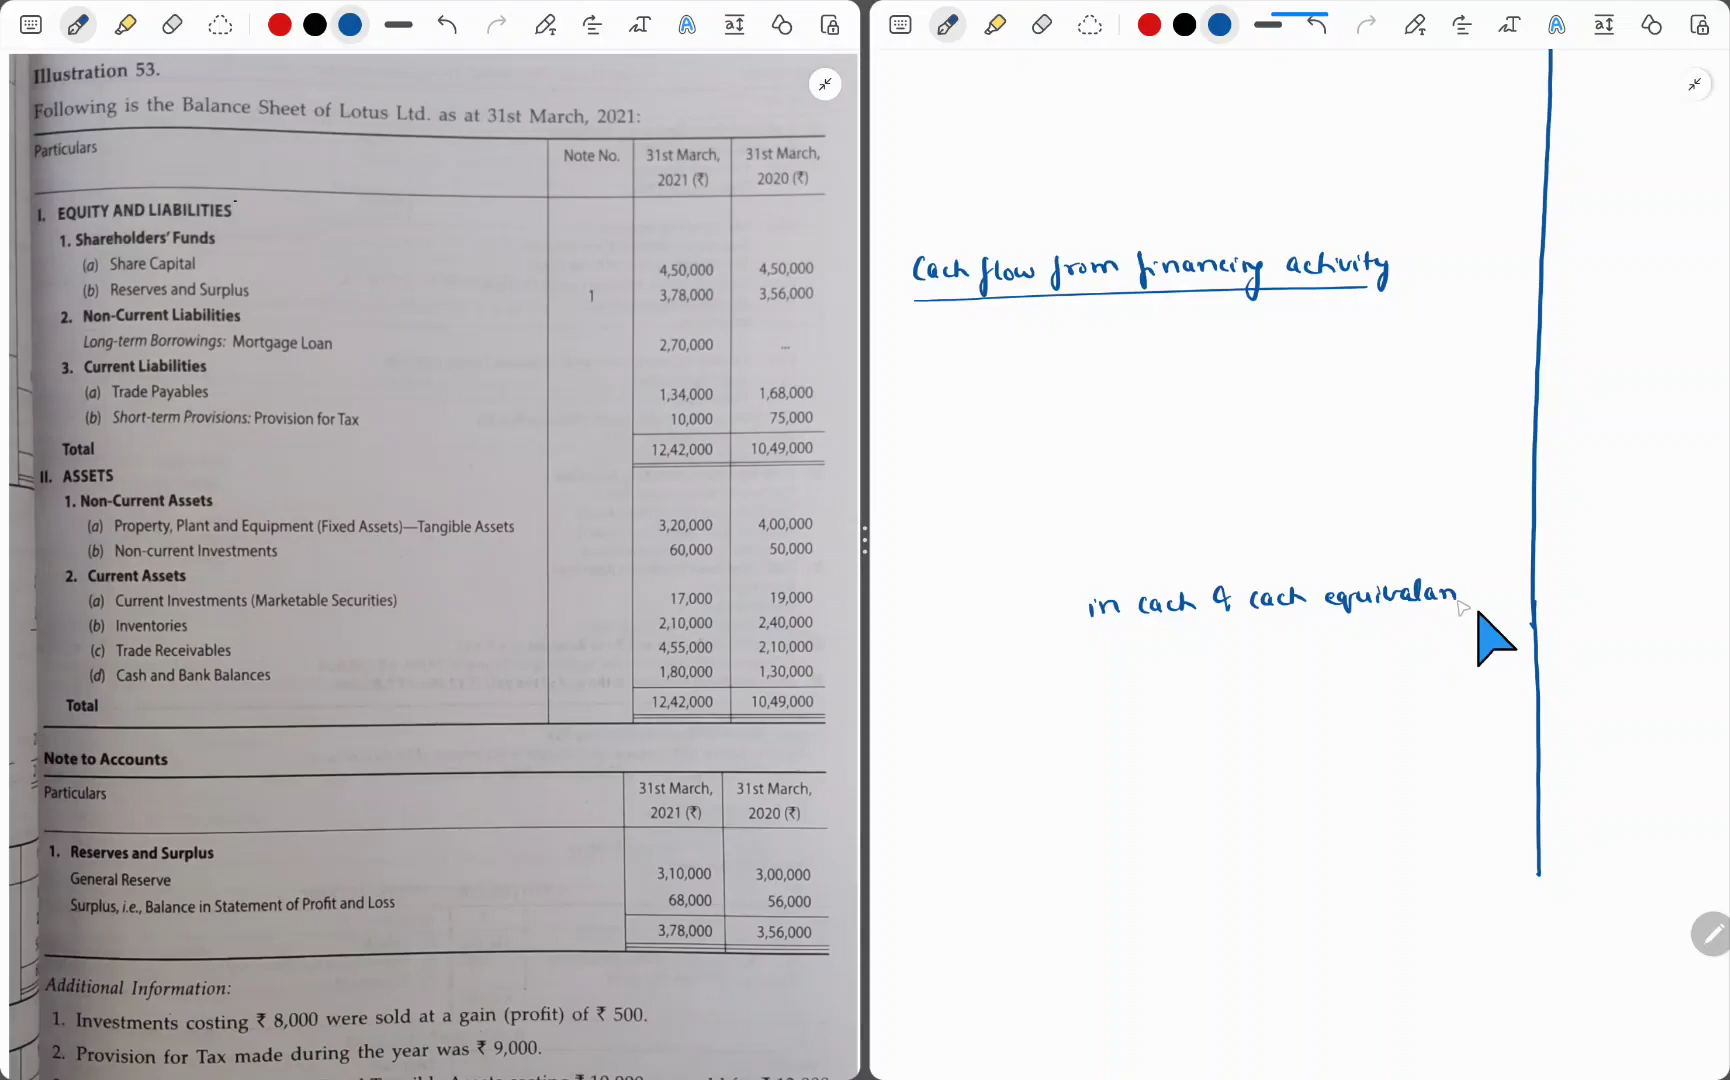 Illustration 53.
Following is the Balance Sheet of Lotus Ltd. as at 31st March, 2021:
Particulars Note No. 31st March, 2021 (₹) 31st March, 2020 (₹)
I. EQUITY AND LIABILITIES
1. Shareholders' Funds
(a) Share Capital 4,50,000 4,50,000
(b) Reserves and Surplus 1 3,78,000 3,56,000
2. Non-Current Liabilities
Long-term Borrowings: Mortgage Loan 2,70,000 ...
3. Current Liabilities
(a) Trade Payables 1,34,000 1,68,000
(b) Short-term Provisions: Provision for Tax 10,000 75,000
Total 12,42,000 10,49,000
II. ASSETS
1. Non-Current Assets
(a) Property, Plant and Equipment (Fixed Assets)—Tangible Assets 3,20,000 4,00,000
(b) Non-current Investments 60,000 50,000
2. Current Assets
(a) Current Investments (Marketable Securities) 17,000 19,000
(b) Inventories 2,10,000 2,40,000
(c) Trade Receivables 4,55,000 2,10,000
(d) Cash and Bank Balances 1,80,000 1,30,000
Total 12,42,000 10,49,000
Note to Accounts
Particulars 31st March, 2021 (₹) 31st March, 2020 (₹)
1. Reserves and Surplus
General Reserve 3,10,000 3,00,000
Surplus, i.e., Balance in Statement of Profit and Loss 68,000 56,000
3,78,000 3,56,000
Additional Information:
1. Investments costing ₹ 8,000 were sold at a gain (profit) of ₹ 500.
2. Provision for Tax made during the year was ₹ 9,000.
Cash flow from financing activity
in cash & cash equivalan